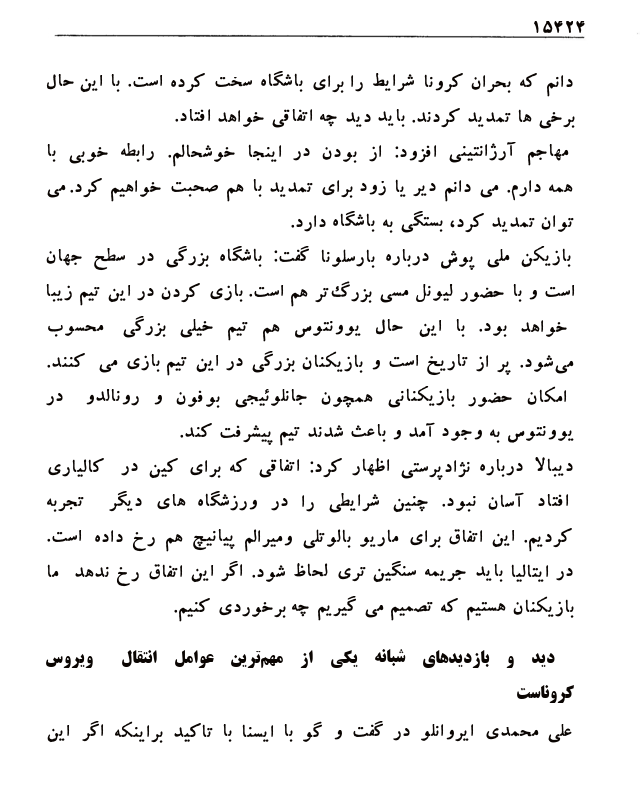 ۱۵۴۲۴
دانم که بحران کرونا شرایط را برای باشگاه سخت کرده است. با این حال
برخی ها تمدید کردند. باید دید چه اتفاقی خواهد افتاد.
مهاجم آرژانتینی افزود: از بودن در اینجا خوشحالم. رابطه خوبی با
همه دارم. می دانم دیر یا زود برای تمدید با هم صحبت خواهیم کرد. می
توان تمدید کرد، بستگی به باشگاه دارد.
بازیکن ملی پوش درباره بارسلونا گفت: باشگاه بزرگی در سطح جهان
است و با حضور لیونل مسی بزرگ‌تر هم است. بازی کردن در این تیم زیبا
خواهد بود. با این حال یوونتوس هم تیم خیلی بزرگی محسوب
می‌شود. پر از تاریخ است و بازیکنان بزرگی در این تیم بازی می کنند.
امکان حضور بازیکنانی همچون جانلوئیجی بوفون و رونالدو در
یوونتوس به وجود آمد و باعث شدند تیم پیشرفت کند.
دیبالا درباره نژادپرستی اظهار کرد: اتفاقی که برای کین در کالیاری
افتاد آسان نبود. چنین شرایطی را در ورزشگاه های دیگر تجربه
کردیم. این اتفاق برای ماریو بالوتلی ومیرالم پیانیچ هم رخ داده است.
در ایتالیا باید جریمه سنگین تری لحاظ شود. اگر این اتفاق رخ ندهد ما
بازیکنان هستیم که تصمیم می گیریم چه برخوردی کنیم.
دید و بازدیدهای شبانه یکی از مهم‌ترین عوامل انتقال ویروس
کروناست
علی محمدی ایروانلو در گفت و گو با ایسنا با تاکید براینکه اگر این